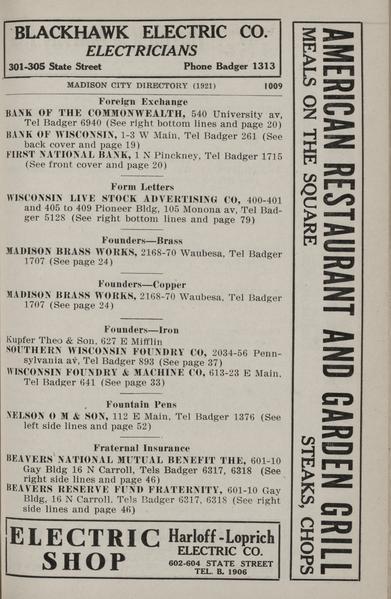 BLACKHAWK ELECTRIC CO.
ELECTRICIANS
301-305 State Street Phone Badger 1313
MADISON CITY DIRECTORY (1921) 1009
Foreign Exchange
BANK OF THE COMMONWEALTH, 540 University av,
Tel Badger 6940 (See right bottom lines and page 20)
BANK OF WISCONSIN, 1-3 W Main, Tel Badger 261 (See
back cover and page 19)
FIRST NATIONAL BANK, 1 N Pinckney, Tel Badger 1715
(See front cover and page 20)
Form Letters
WISCONSIN LIVE STOCK ADVERTISING CO, 400-401
and 405 to 409 Pioneer Bldg, 105 Monona av, Tel Bad-
ger 5128 (See right bottom lines and page 79)
Founders—Brass
MADISON BRASS WORKS, 2168-70 Waubesa, Tel Badger
1707 (See page 24)
Founders—Copper
MADISON BRASS WORKS, 2168-70 Waubesa, Tel Badger
1707 (See page 24)
Founders—Iron
Kupfer Theo & Son, 627 E Mifflin
SOUTHERN WISCONSIN FOUNDRY CO, 2034-56 Penn-
sylvania av, Tel Badger 893 (See page 37)
WISCONSIN FOUNDRY & MACHINE CO, 613-23 E Main,
Tel Badger 641 (See page 33)
Fountain Pens
NELSON O M & SON, 112 E Main, Tel Badger 1376 (See
left side lines and page 52)
Fraternal Insurance
BEAVERS NATIONAL MUTUAL BENEFIT THE, 601-10
Gay Bldg 16 N Carroll, Tels Badger 6317, 6318 (See
right side lines and page 46)
BEAVERS RESERVE FUND FRATERNITY, 601-10 Gay
Bldg, 16 N Carroll, Tels Badger 6317, 6318 (See right
side lines and page 46)
ELECTRIC
SHOP
Harloff-Loprich
ELECTRIC CO.
602-604 STATE STREET
TEL. B. 1906
AMERICAN RESTAURANT AND GARDEN GRILL
MEALS ON THE SQUARE STEAKS, CHOPS